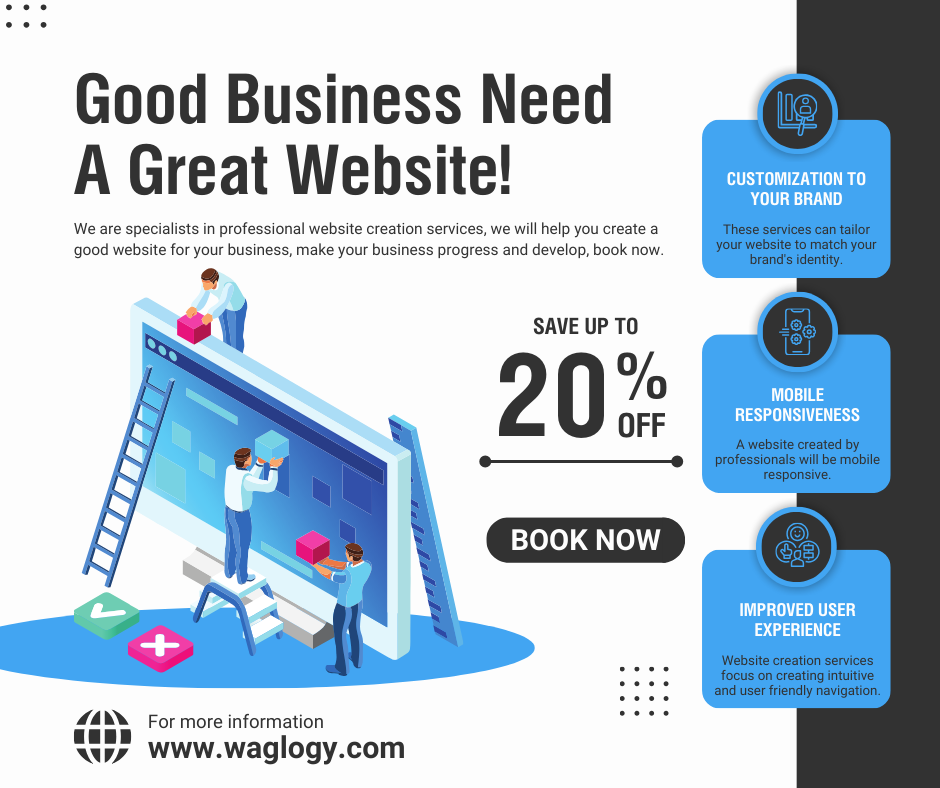 Good Business Need
A Great Website!
We are specialists in professional website creation services, we will help you create a
good website for your business, make your business progress and develop, book now.
SAVE UP TO
20%
OFF
BOOK NOW
CUSTOMIZATION TO
YOUR BRAND
These services can tailor
your website to match your
brand's identity.
MOBILE
RESPONSIVENESS
A website created by
professionals will be mobile
responsive.
IMPROVED USER
EXPERIENCE
Website creation services
focus on creating intuitive
and user friendly navigation.
For more information
www.waglogy.com